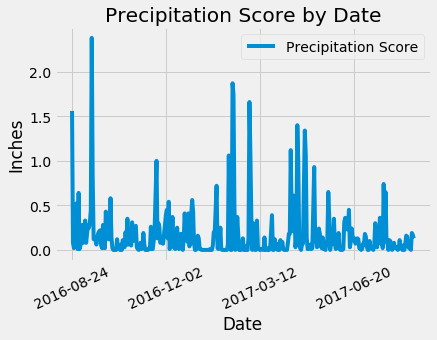 Precipitation Score by Date
Precipitation Score
Inches
2.0
1.5
1.0
0.5
0.0
2016-08-24
2016-12-02
2017-03-12
2017-06-20
Date